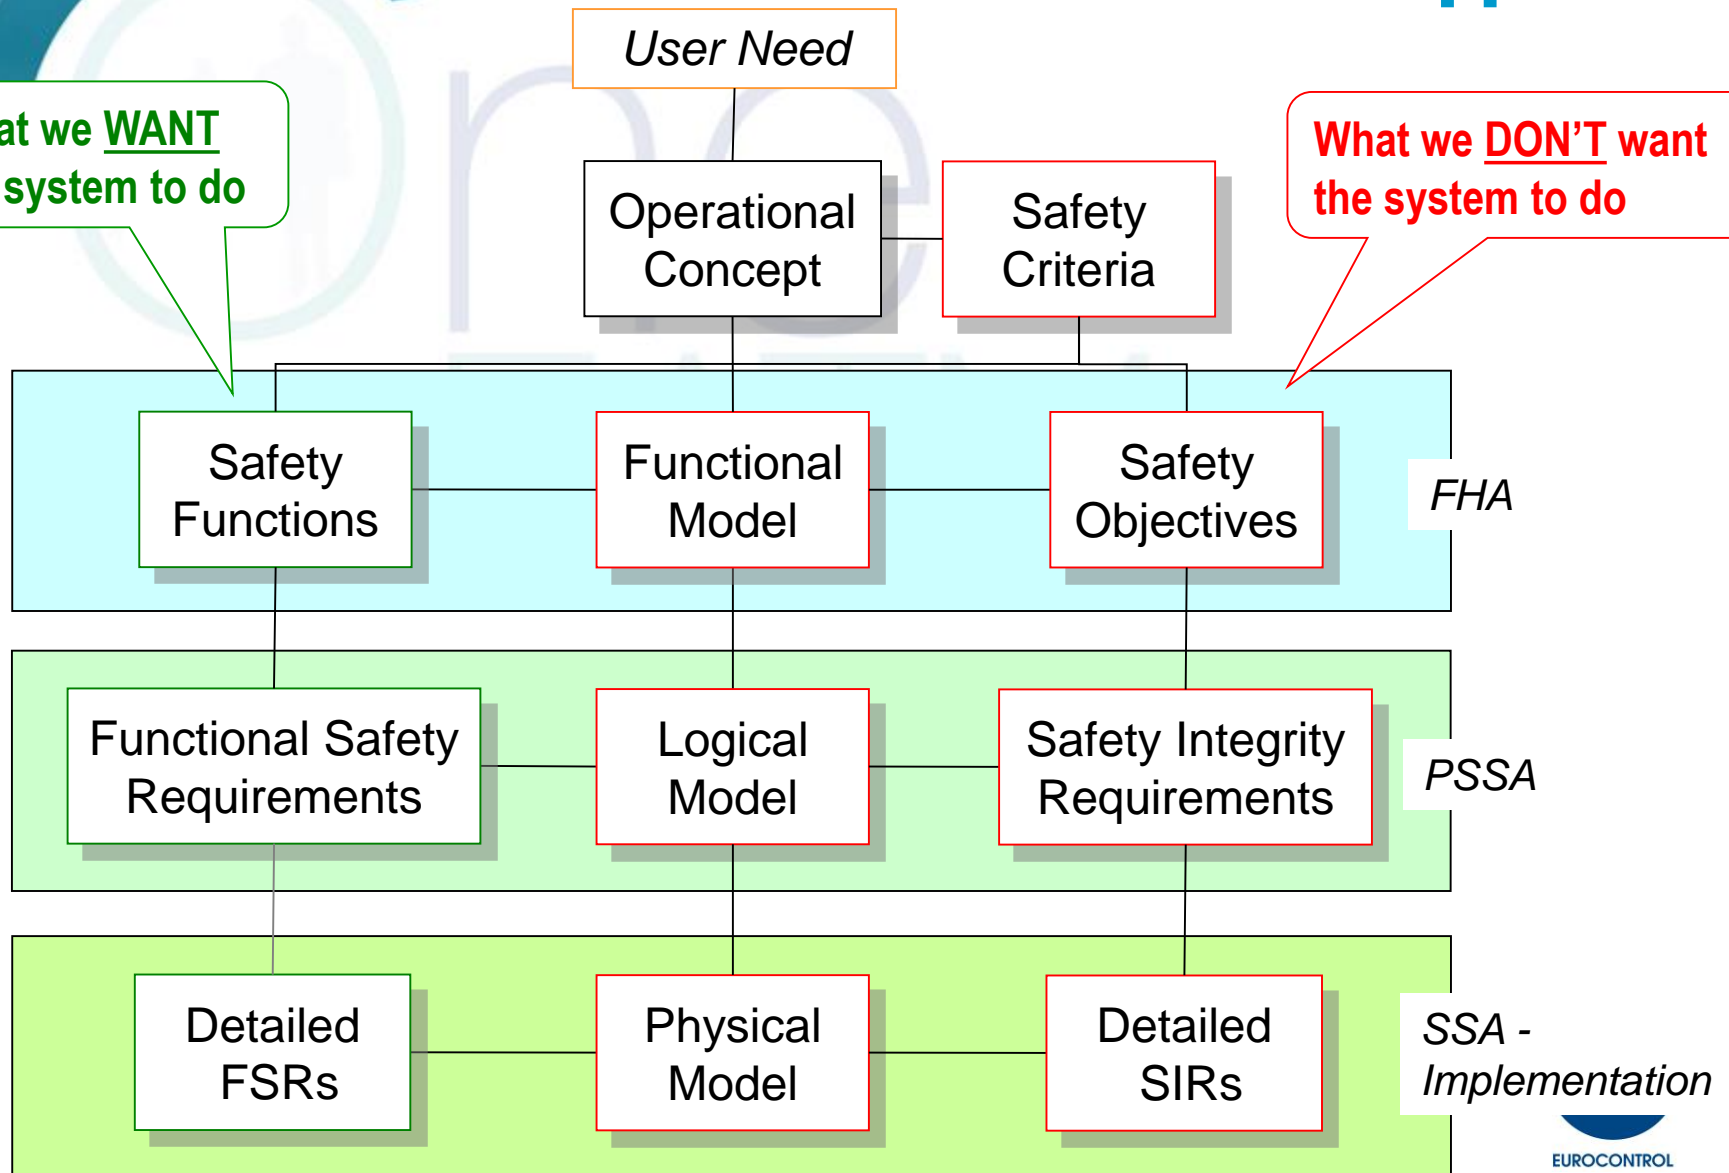 User Need
at we WANT
system to do
What we DON'T want
the system to do
Operational
Concept
Safety
Criteria
Safety
Functions
Functional
Model
Safety
Objectives
FHA
Functional Safety
Requirements
Logical
Model
Safety Integrity
Requirements
PSSA
Detailed
FSRs
Physical
Model
Detailed
SIRs
SSA -
Implementation
EUROCONTROL